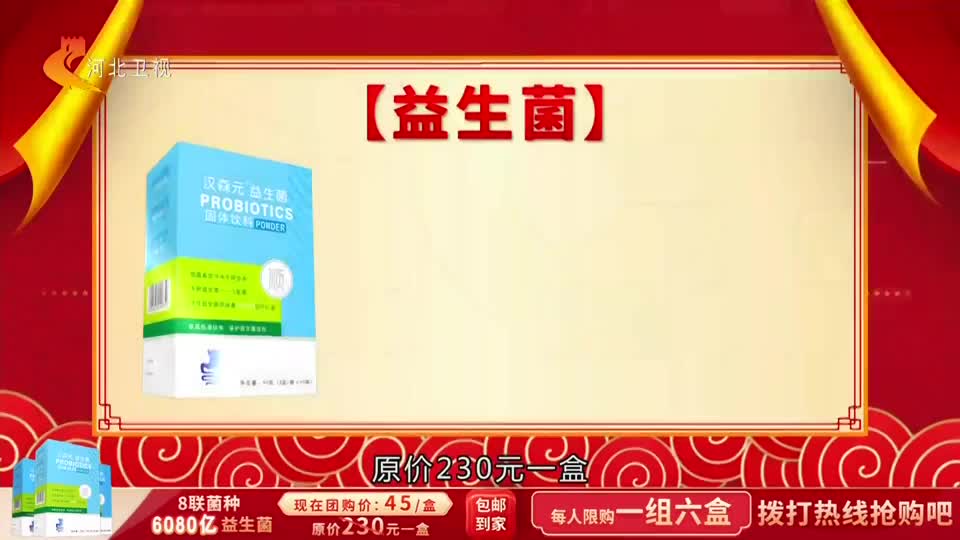 河北卫视
【益生菌】
汉森元 益生菌
PROBIOTICS
固体饮料 POWDER
原价230元一盒
PROBIOTICS
8联菌种
6080亿益生菌
现在团购价：45/盒
原价230元一盒
包邮
到家
每人限购一组六盒
拨打热线抢购吧